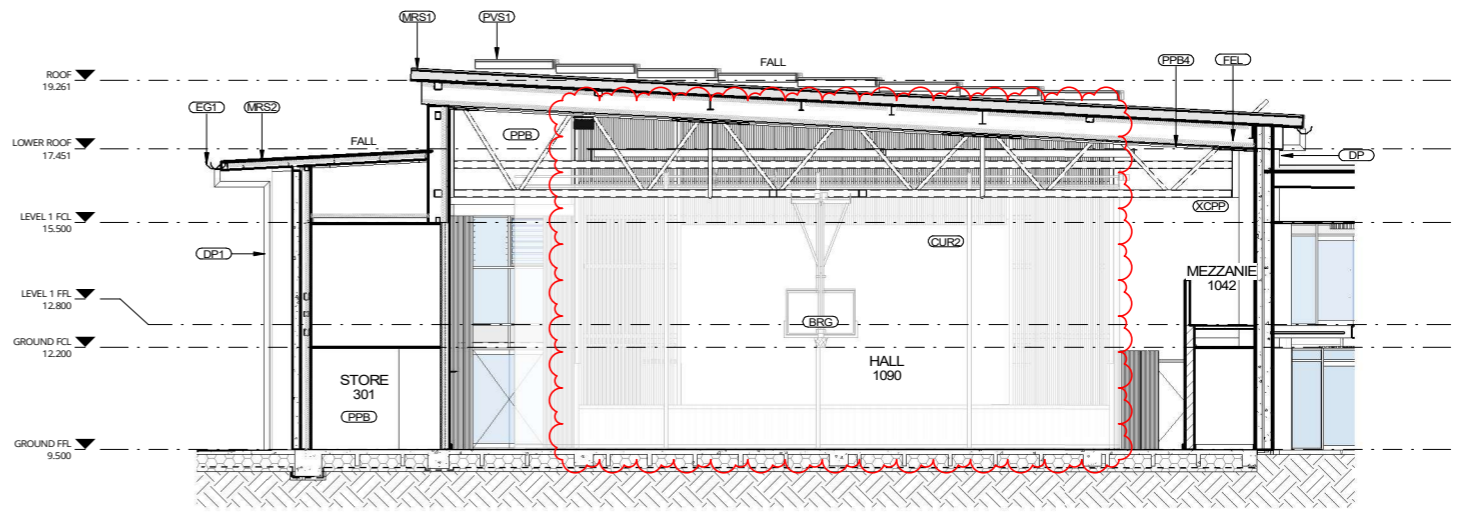 MRS1
PVS1
FALL
ROOF
19.261
PPB4
FEL
EG1
MRS2
PPB
FALL
LOWER ROOF
17.451
DP
XCPP
LEVEL 1 FCL
15.500
CUR2
DP1
MEZZANIE
1042
LEVEL 1 FFL
12.800
BRG
GROUND FCL
12.200
HALL
1090
STORE
301
PPB
GROUND FFL
9.500